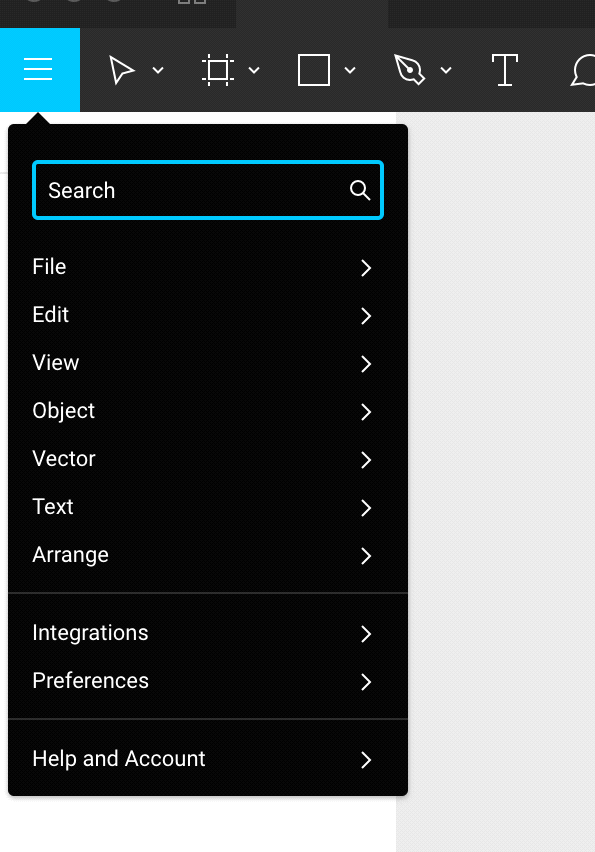 Search
File
Edit
View
Object
Vector
Text
Arrange
Integrations
Preferences
Help and Account